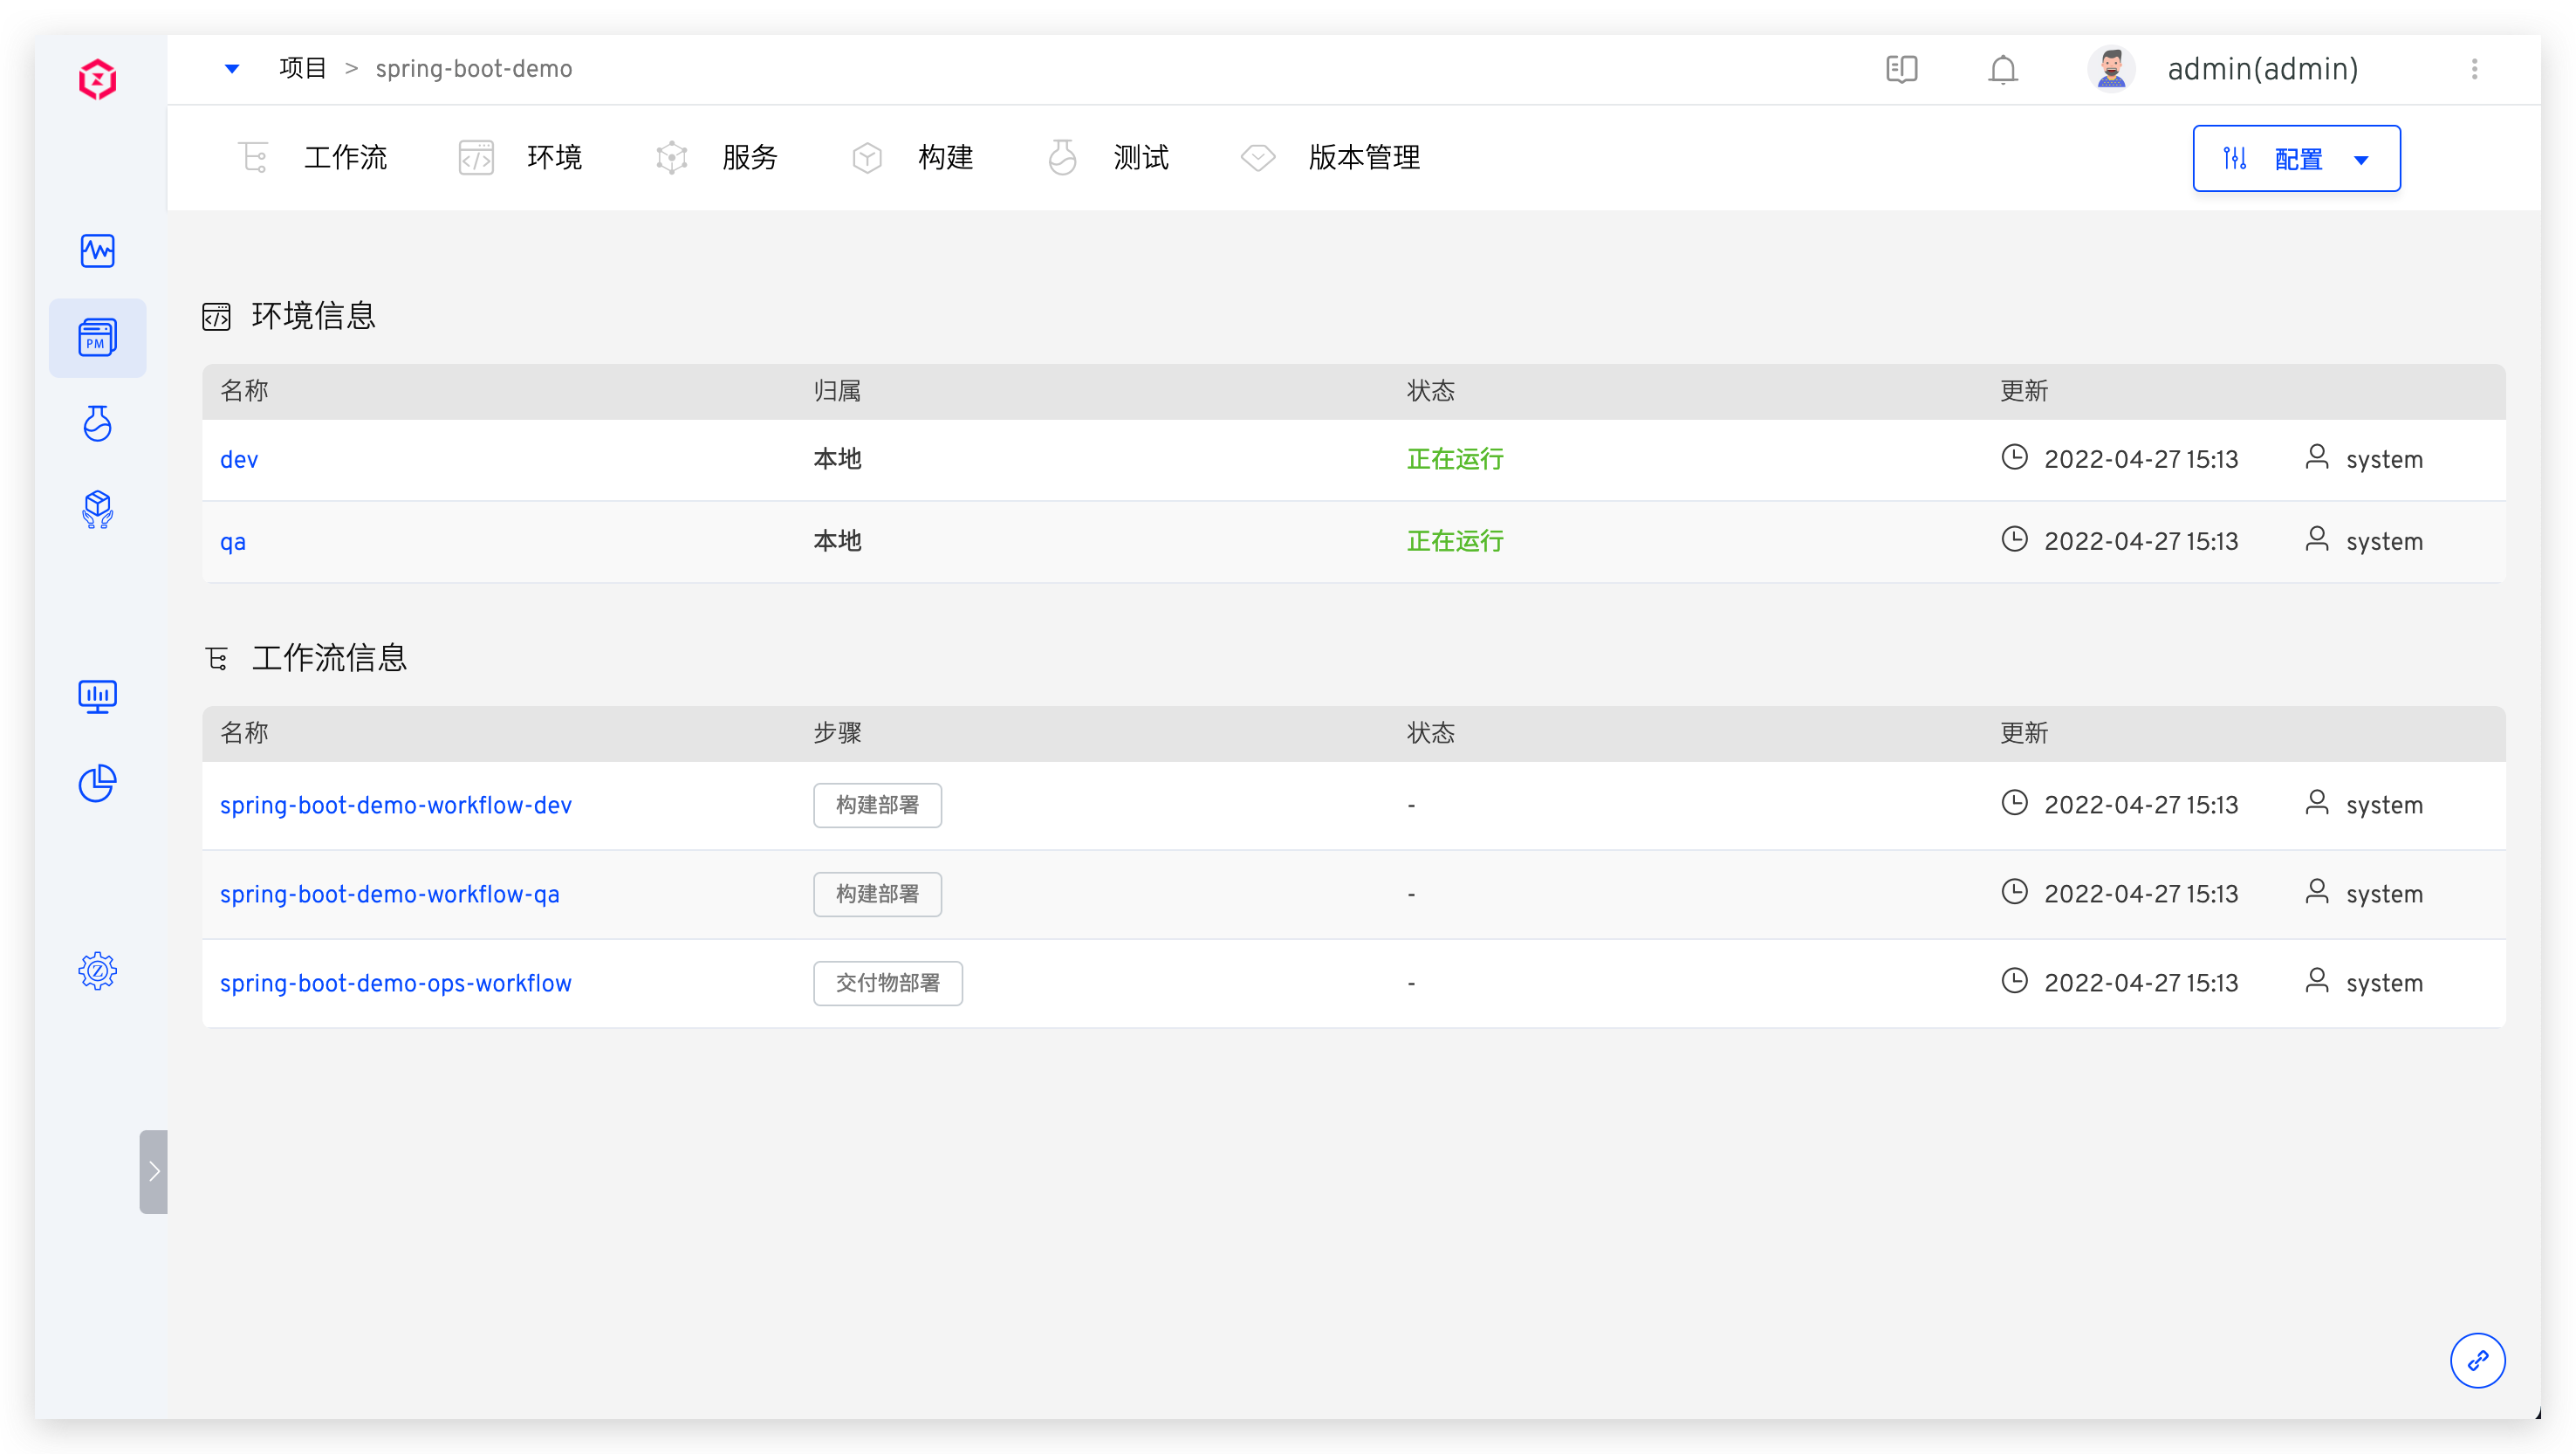 项目 > spring-boot-demo admin(admin)
工作流 环境 服务 构建 测试 版本管理 配置
PM
环境信息
名称 归属 状态 更新
dev 本地 正在运行 2022-04-27 15:13 system
qa 本地 正在运行 2022-04-27 15:13 system
工作流信息
名称 步骤 状态 更新
spring-boot-demo-workflow-dev 构建部署 - 2022-04-27 15:13 system
spring-boot-demo-workflow-qa 构建部署 - 2022-04-27 15:13 system
spring-boot-demo-ops-workflow 交付物部署 - 2022-04-27 15:13 system